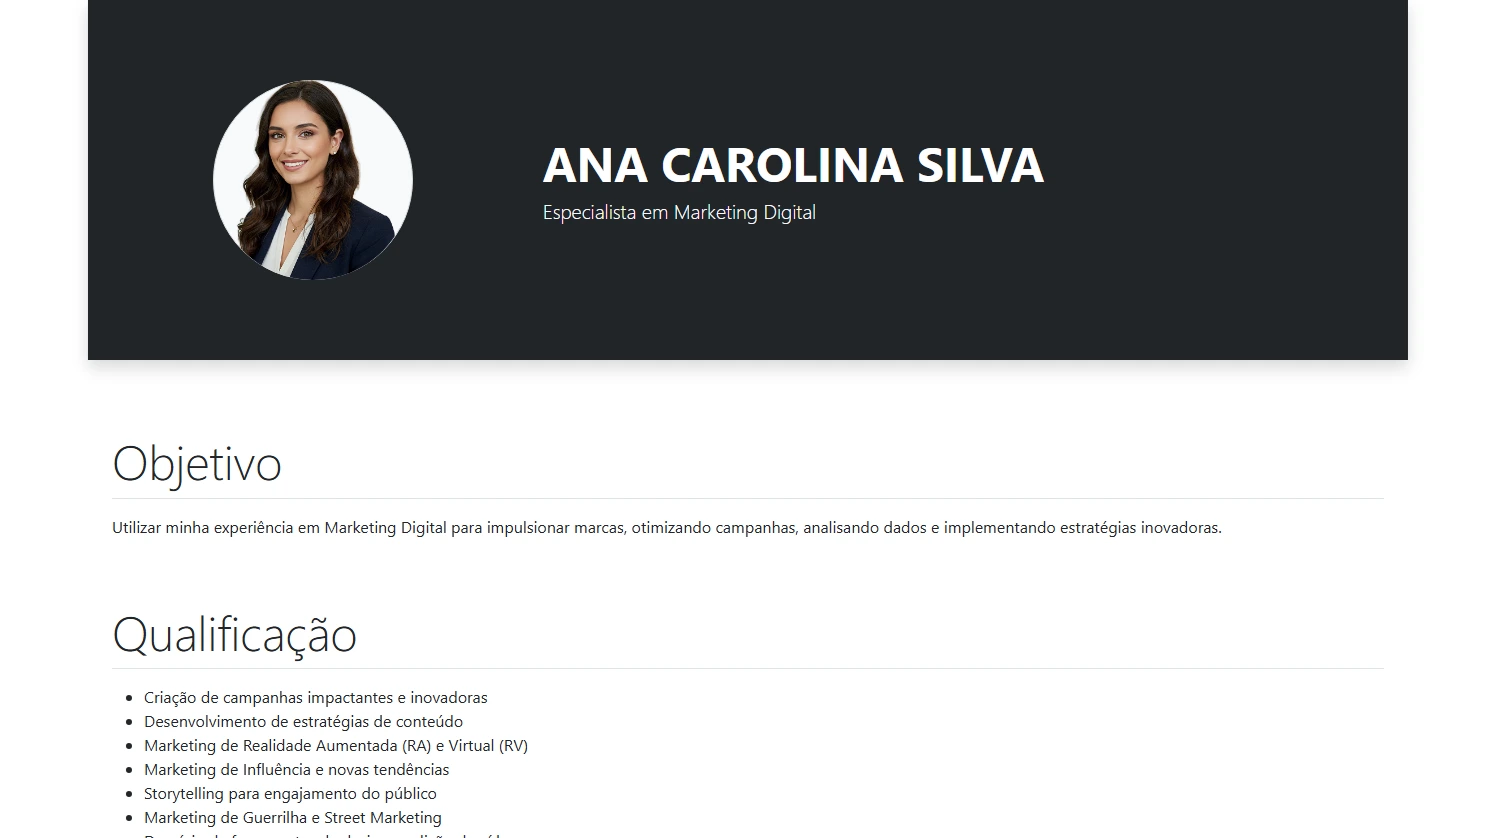 ANA CAROLINA SILVA
Especialista em Marketing Digital
Objetivo
Utilizar minha experiência em Marketing Digital para impulsionar marcas, otimizando campanhas, analisando dados e implementando estratégias inovadoras.
Qualificação
Criação de campanhas impactantes e inovadoras
Desenvolvimento de estratégias de conteúdo
Marketing de Realidade Aumentada (RA) e Virtual (RV)
Marketing de Influência e novas tendências
Storytelling para engajamento do público
Marketing de Guerrilha e Street Marketing